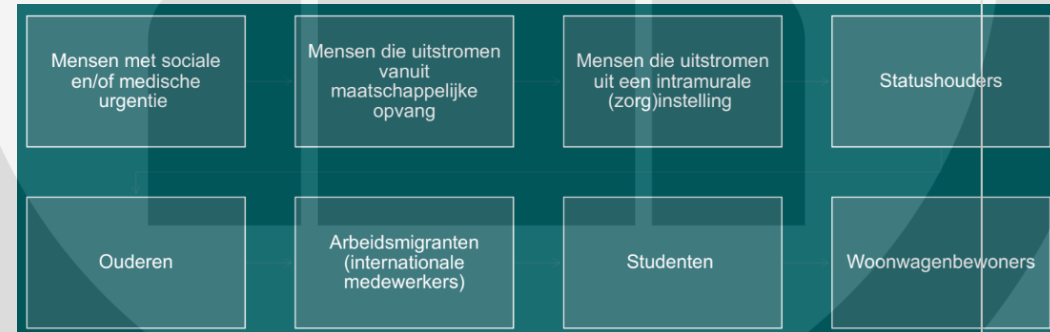 Mensen met sociale
en/of medische
urgentie
Mensen die uitstromen
vanuit
maatschappelijke
opvang
Mensen die uitstromen
uit een intramurale
(zorg)instelling
Statushouders
Ouderen
Arbeidsmigranten
(internationale
medewerkers)
Studenten
Woonwagenbewoners